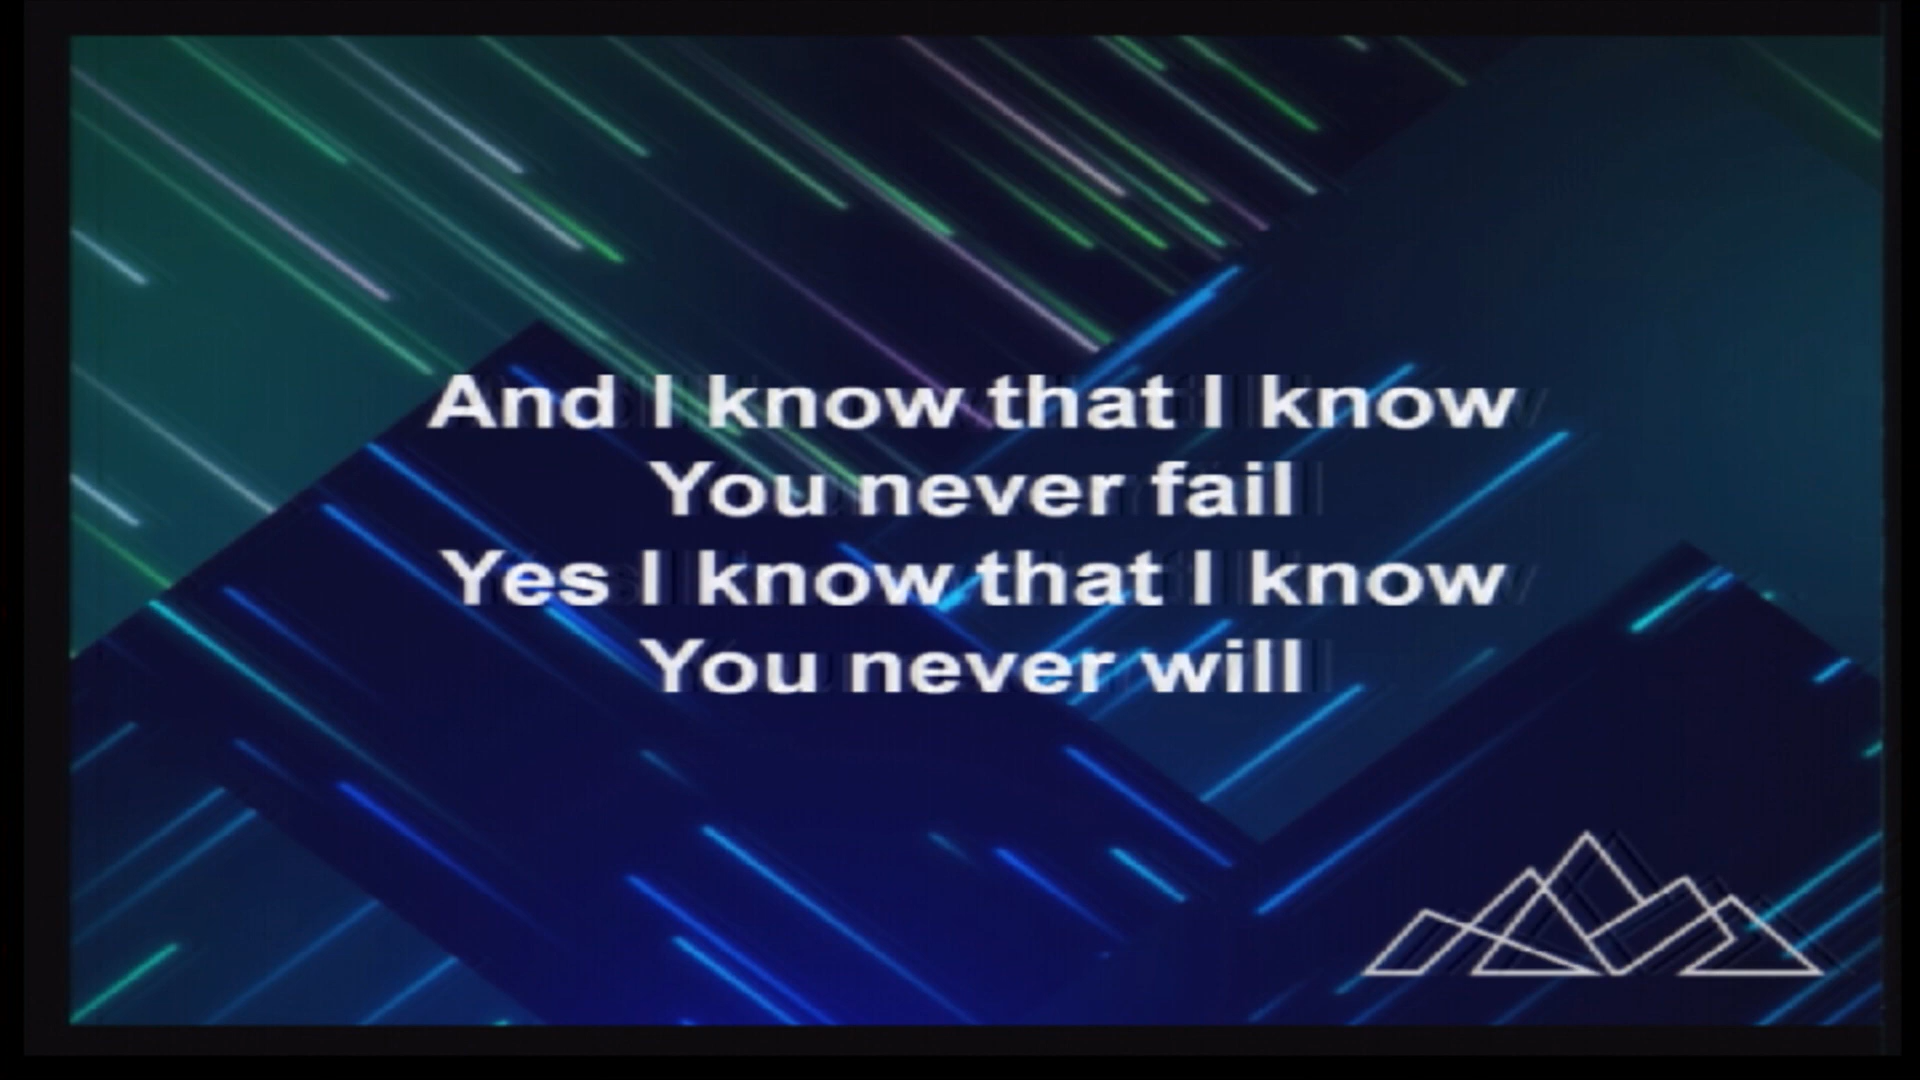 And I know that I know
You never fail
Yes I know that I know
You never will